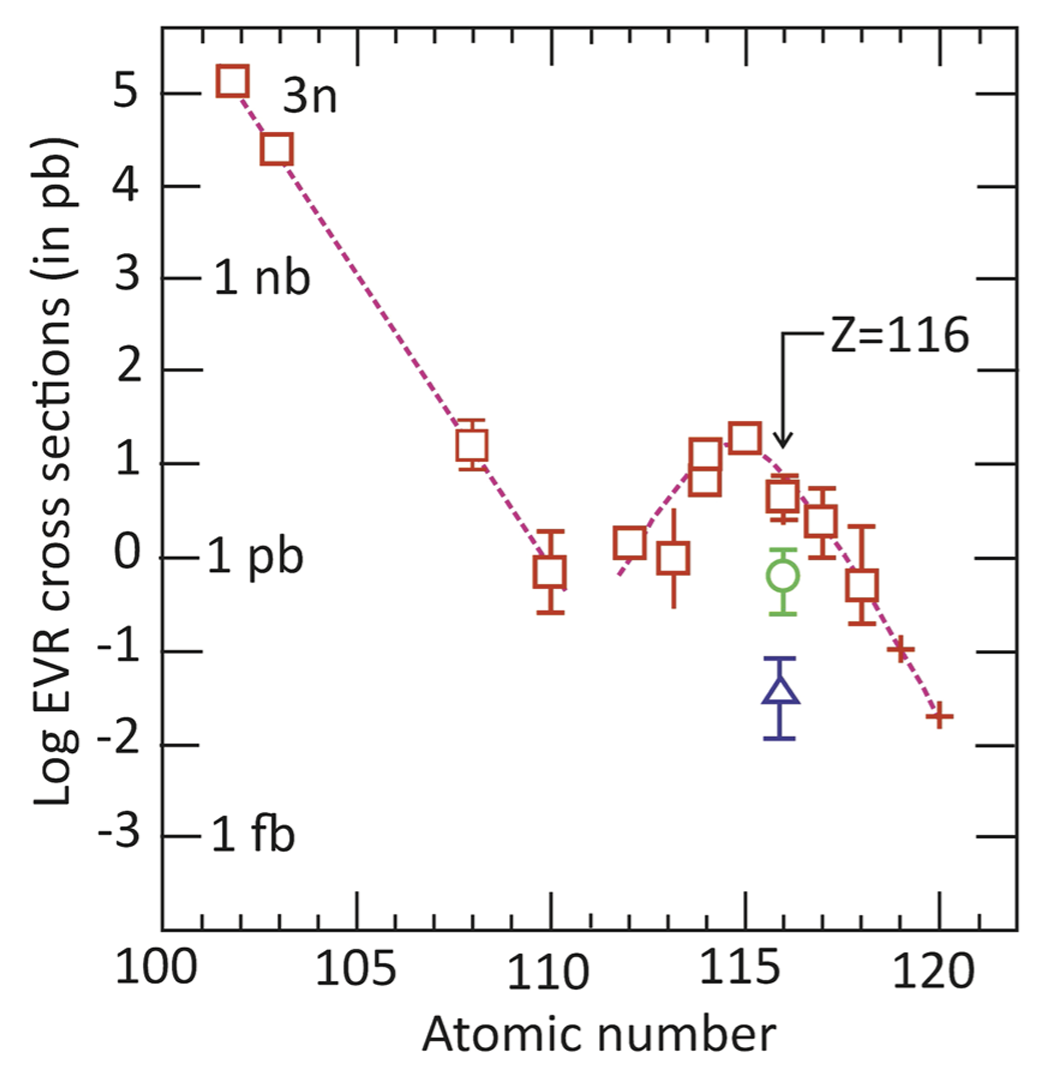 Log EVR cross sections (in pb)
5
4
3
2
1
0
-1
-2
-3
3n
1 nb
Z=116
1 pb
1 fb
100 105 110 115 120
Atomic number